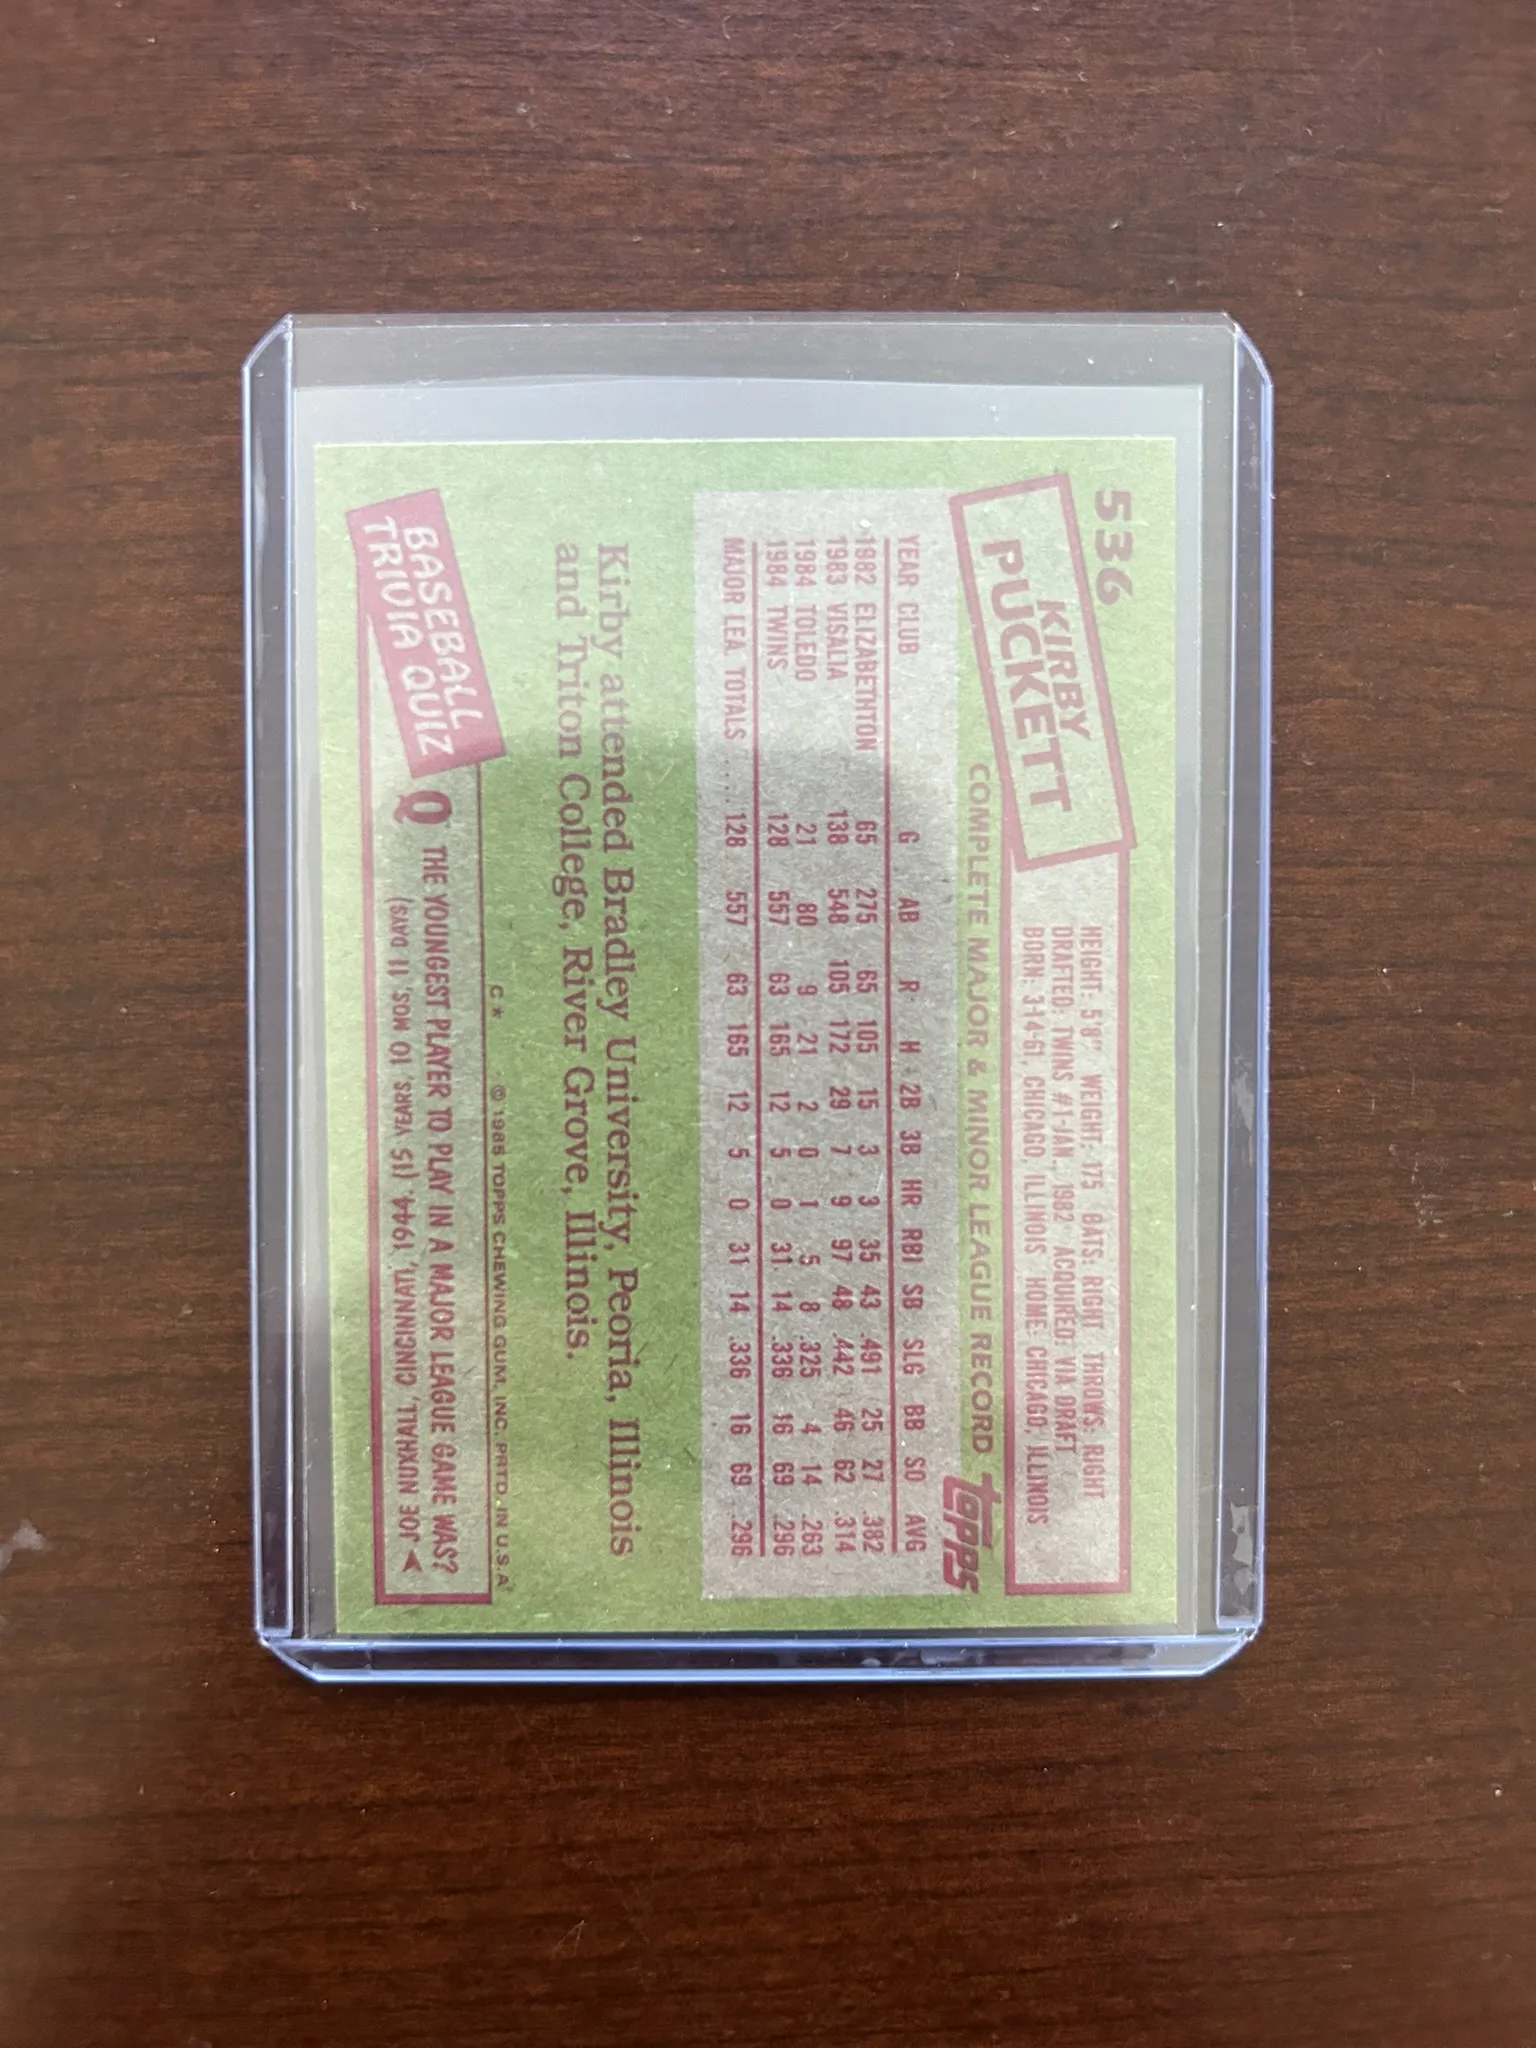 536
KIRBY
PUCKETT
HEIGHT: 5'8" WEIGHT: 175 BATS: RIGHT THROWS: RIGHT
DRAFTED: TWINS #1-JAN., 1982 ACQUIRED: VIA DRAFT
BORN: 3-14-61, CHICAGO, ILLINOIS HOME: CHICAGO, ILLINOIS
COMPLETE MAJOR & MINOR LEAGUE RECORD
topps
YEAR CLUB G AB R H 2B 3B HR RBI SB SLG BB SO AVG
1982 ELIZABETHTON 65 275 65 105 15 3 3 35 43 .491 25 27 .382
1983 VISALIA 138 548 105 172 29 7 9 97 48 .442 46 62 .314
1984 TOLEDO 21 80 9 21 2 0 1 5 8 .325 4 14 .263
1984 TWINS 128 557 63 165 12 5 0 31 14 .336 16 69 .296
MAJOR LEA. TOTALS .... 128 557 63 165 12 5 0 31 14 .336 16 69 .296
Kirby attended Bradley University, Peoria, Illinois
and Triton College, River Grove, Illinois.
C* © 1985 TOPPS CHEWING GUM, INC. PRTD. IN U.S.A.
BASEBALL
TRIVIA QUIZ
Q THE YOUNGEST PLAYER TO PLAY IN A MAJOR LEAGUE GAME WAS?
JOE NUXHALL, CINCINNATI, 1944. (15 YEARS, 10 MOS., 11 DAYS)